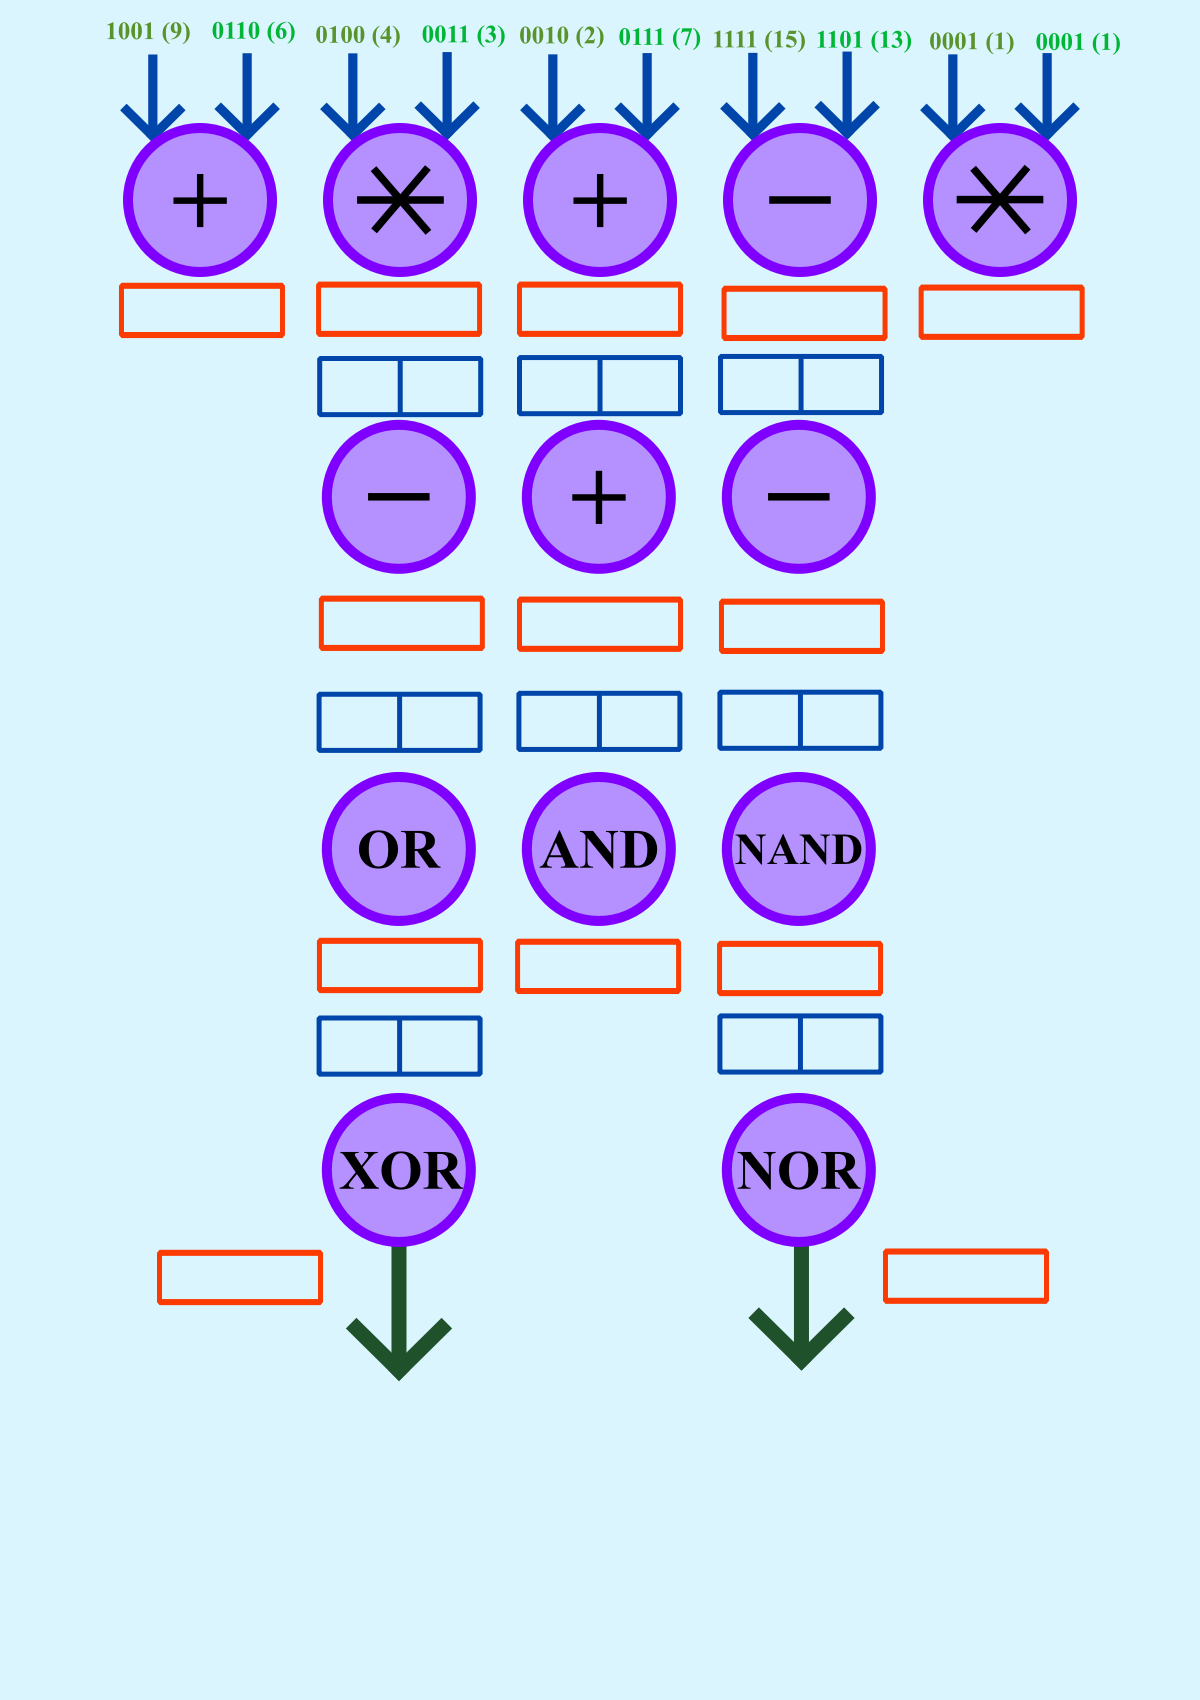 1001 (9) 0110 (6) 0100 (4) 0011 (3) 0010 (2) 0111 (7) 1111 (15) 1101 (13) 0001 (1) 0001 (1)
+ * + − *
− + −
OR AND NAND
XOR NOR